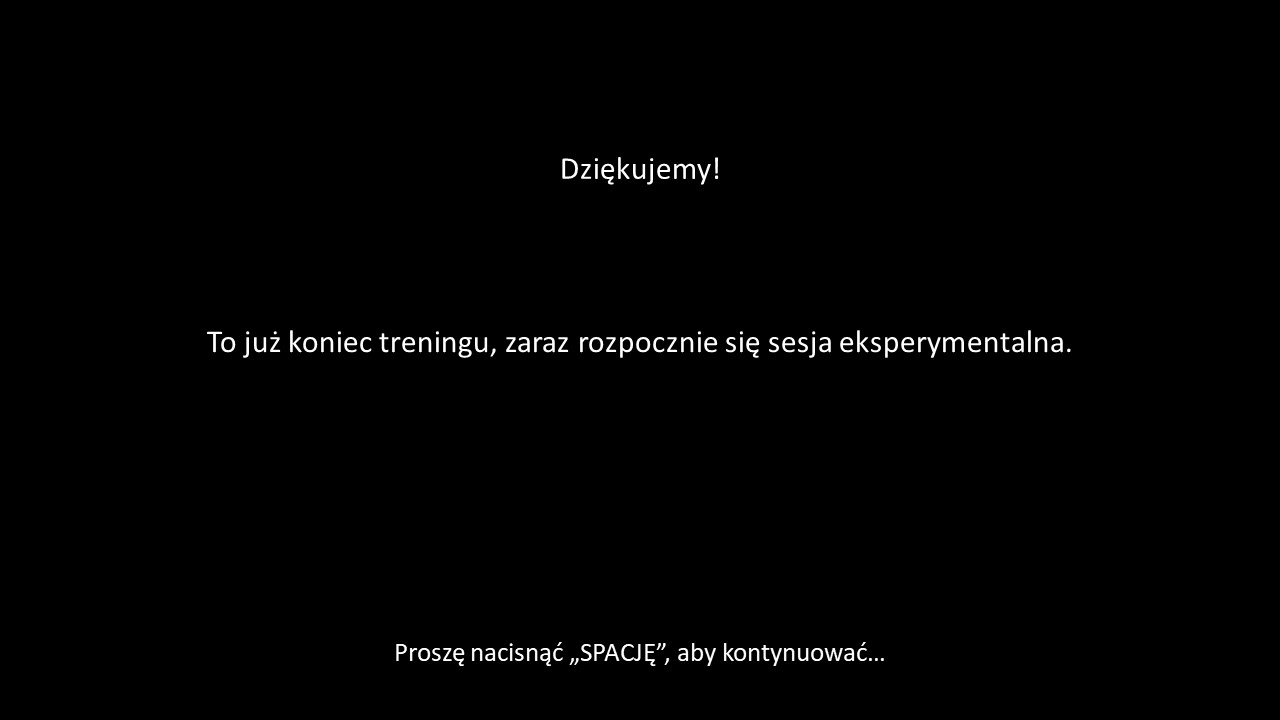 Dziękujemy!
To już koniec treningu, zaraz rozpocznie się sesja eksperymentalna.
Proszę nacisnąć „SPACJĘ”, aby kontynuować…